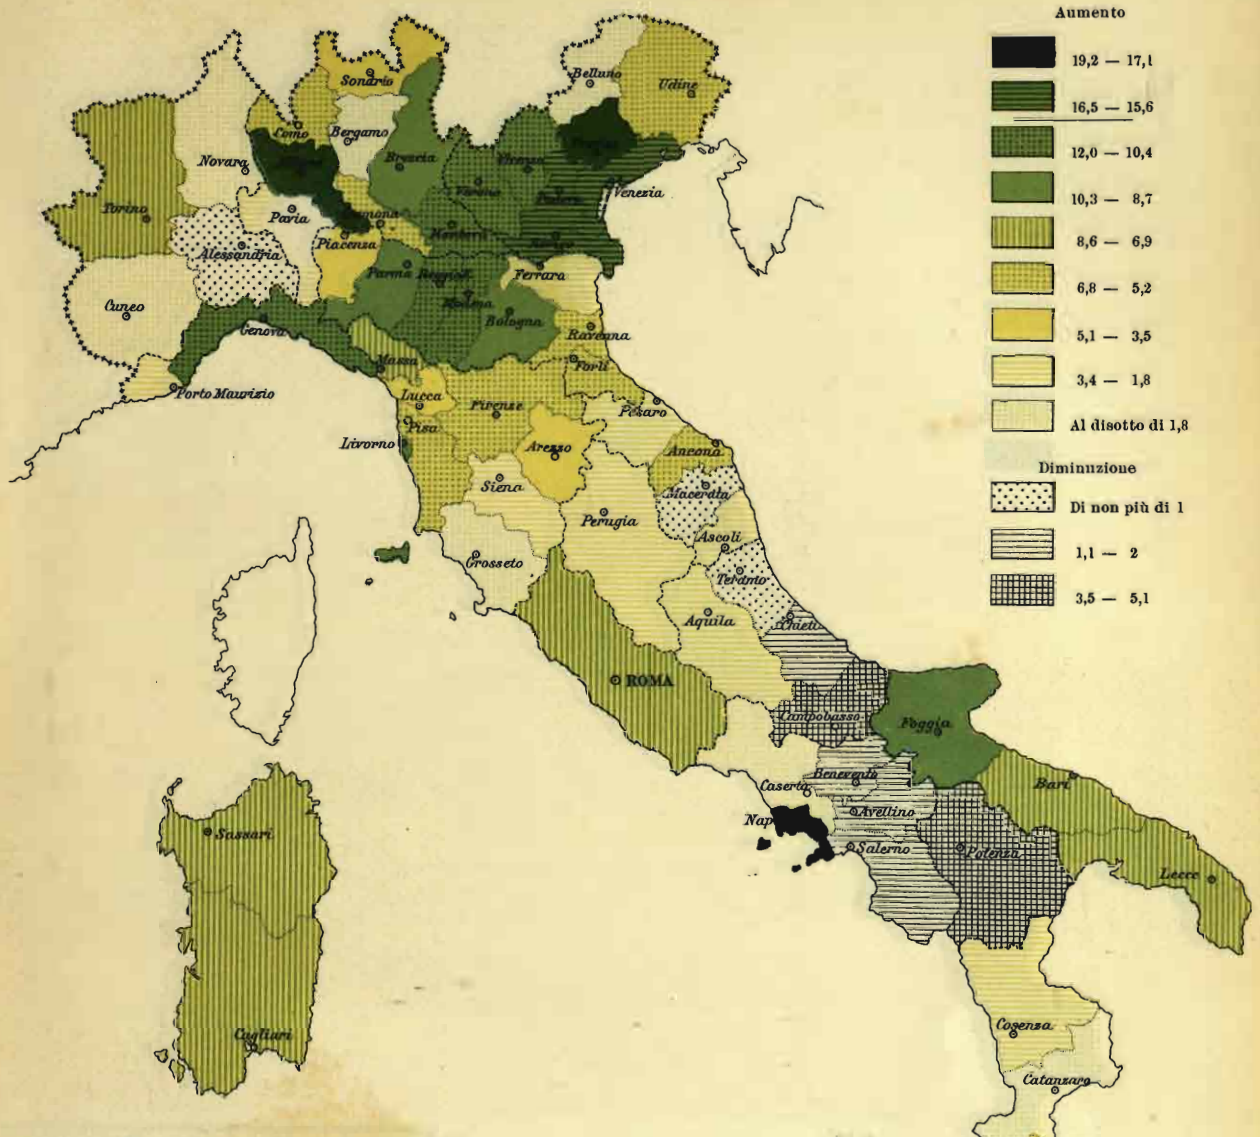 Aumento
19,2 — 17,1
16,5 — 15,6
12,0 — 10,4
10,3 — 8,7
8,6 — 6,9
6,8 — 5,2
5,1 — 3,5
3,4 — 1,8
Al disotto di 1,8
Diminuzione
Di non più di 1
1,1 — 2
3,5 — 5,1
Sondrio
Belluno
Udine
Como
Bergamo
Novara
Brescia
Vicenza
Verona
Padova
Venezia
Torino
Pavia
Cremona
Piacenza
Mantova
Rovigo
Alessandria
Parma
Reggio E.
Ferrara
Modena
Cuneo
Genova
Bologna
Ravenna
Massa
Forlì
Porto Maurizio
Lucca
Firenze
Pesaro
Pisa
Livorno
Arezzo
Ancona
Siena
Macerata
Perugia
Ascoli
Grosseto
Teramo
Aquila
Chieti
ROMA
Campobasso
Foggia
Benevento
Caserta
Bari
Nap
Avellino
Sassari
Salerno
Potenza
Lecce
Cosenza
Cagliari
Catanzaro